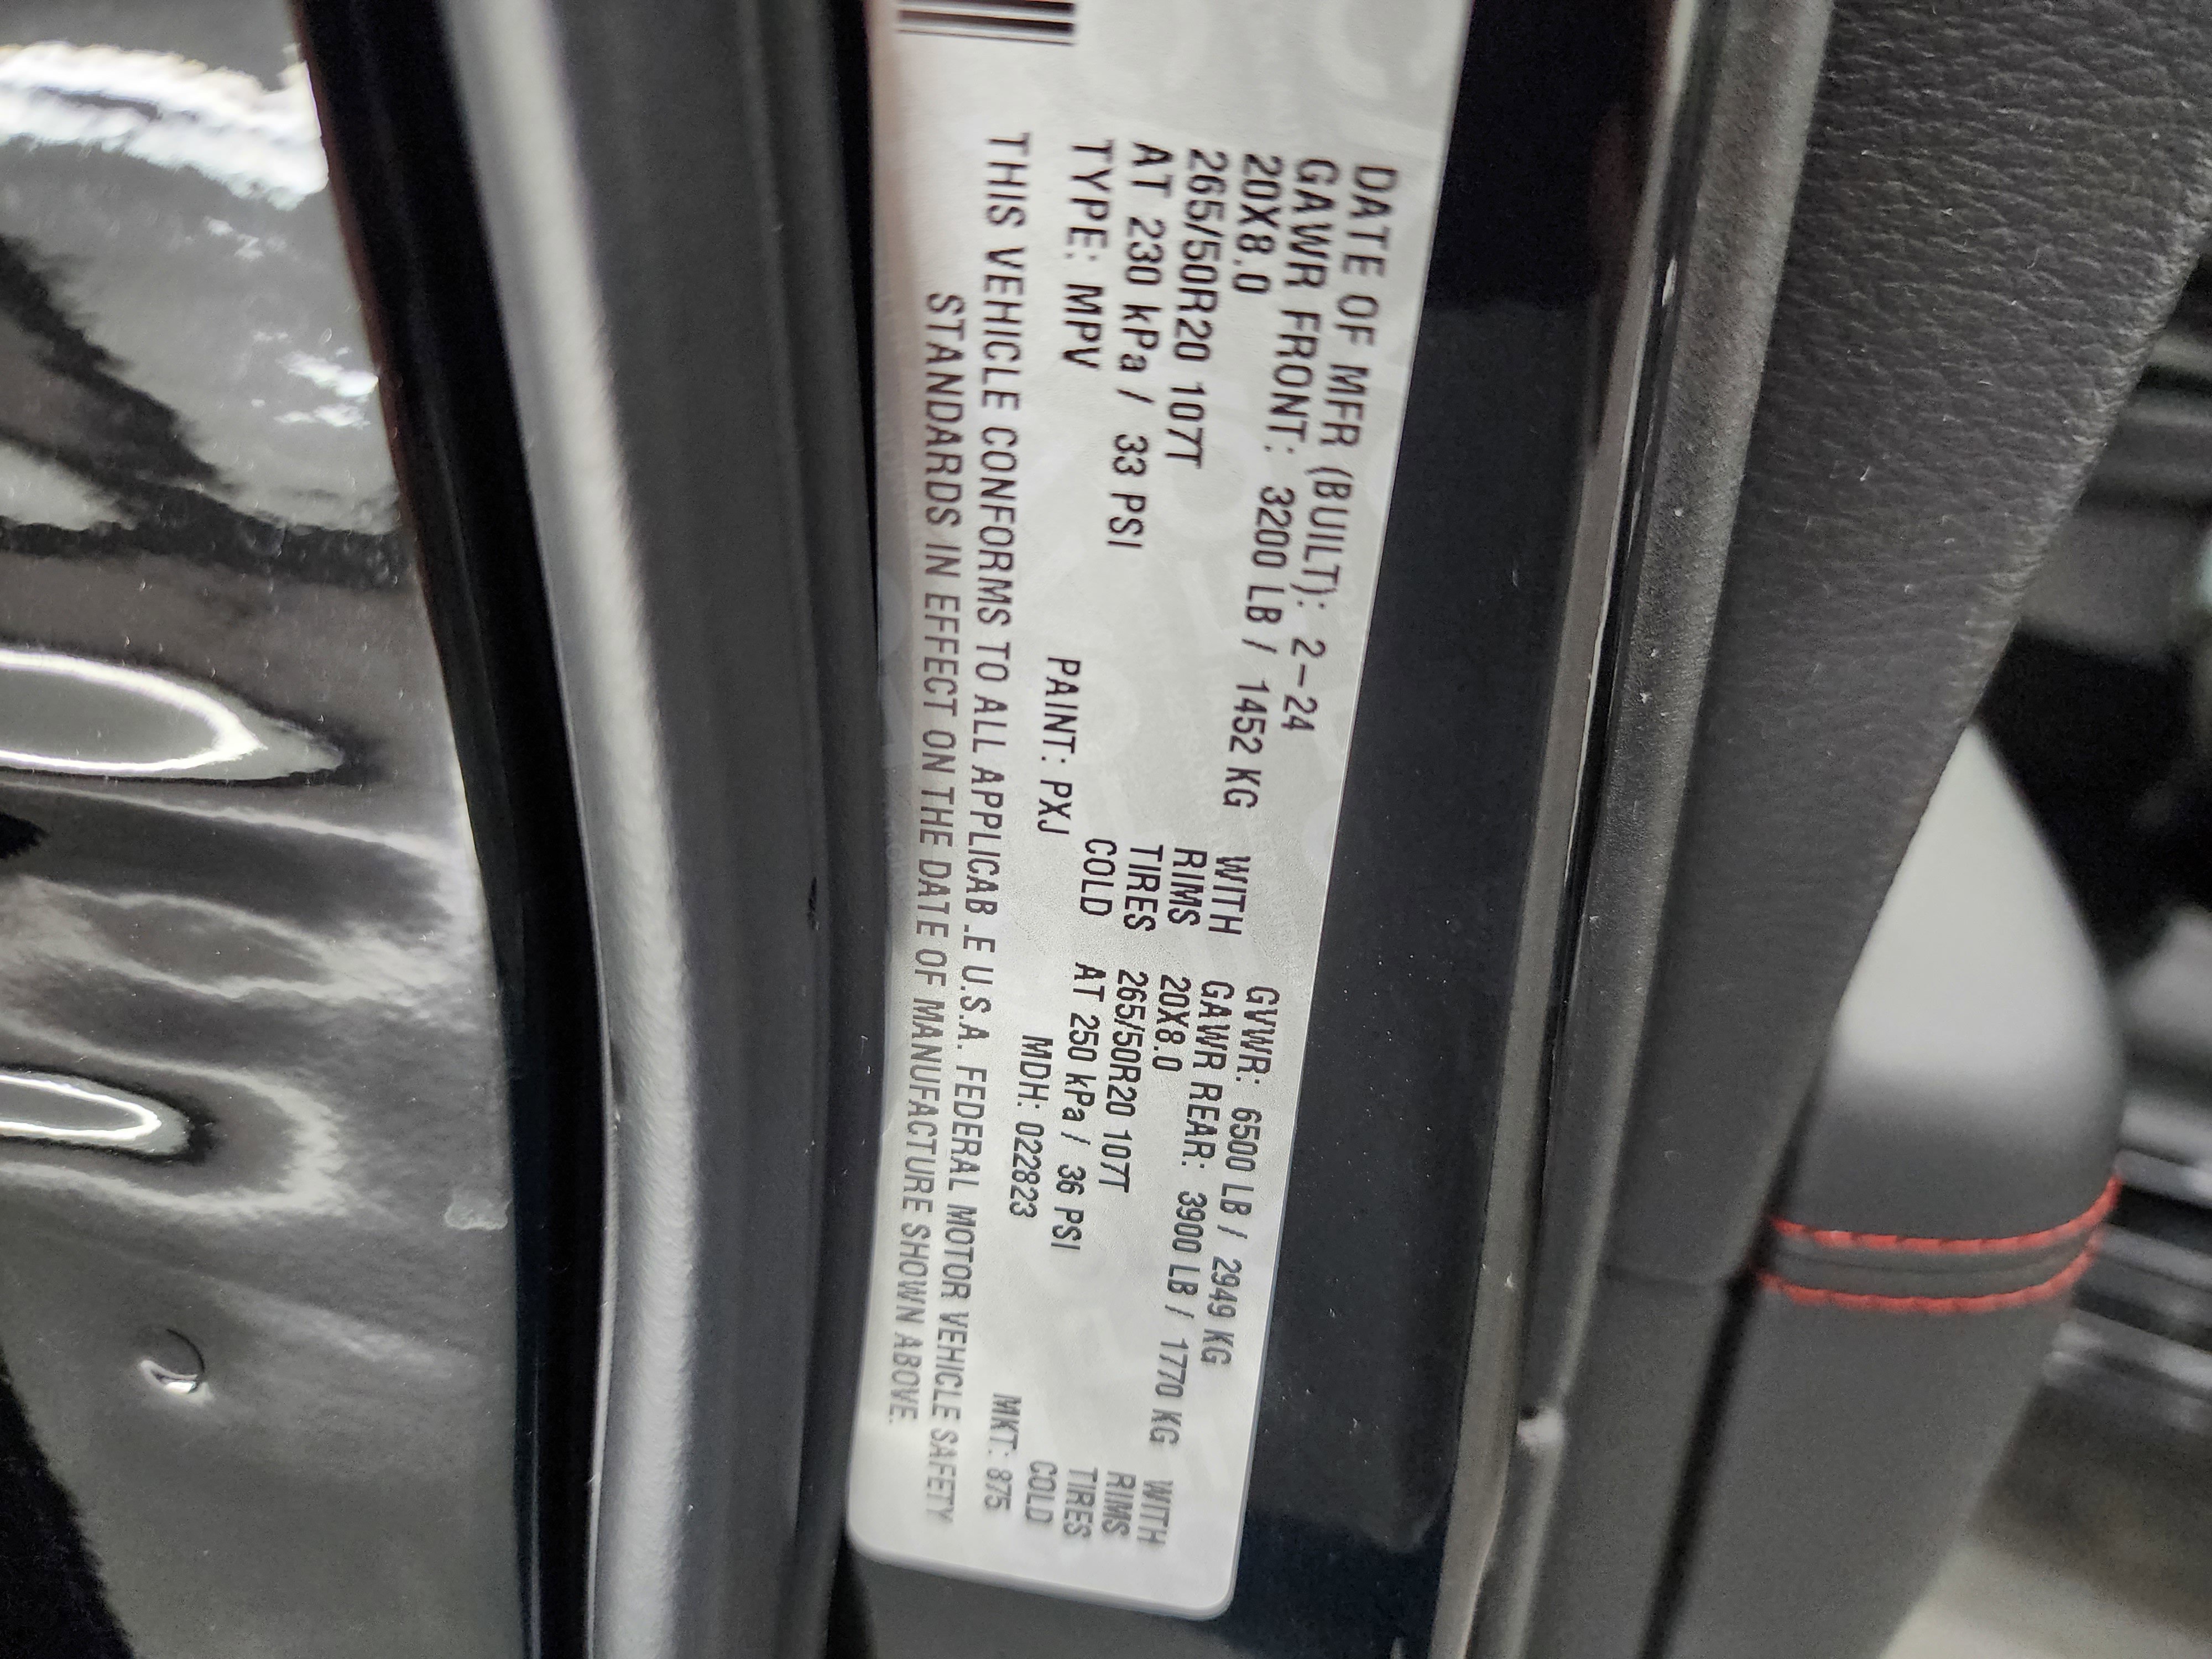 DATE OF MFR (BUILT): 2-24 GVWR: 6500 LB / 2949 KG
GAWR FRONT: 3200 LB / 1452 KG WITH GAWR REAR: 3900 LB / 1770 KG WITH
20X8.0 RIMS 20X8.0 RIMS
265/50R20 107T TIRES 265/50R20 107T TIRES
AT 230 kPa / 33 PSI COLD AT 250 kPa / 36 PSI COLD
TYPE: MPV PAINT: PXJ MDH: 022823 MKT: 875
THIS VEHICLE CONFORMS TO ALL APPLICAB.E U.S.A. FEDERAL MOTOR VEHICLE SAFETY
STANDARDS IN EFFECT ON THE DATE OF MANUFACTURE SHOWN ABOVE.